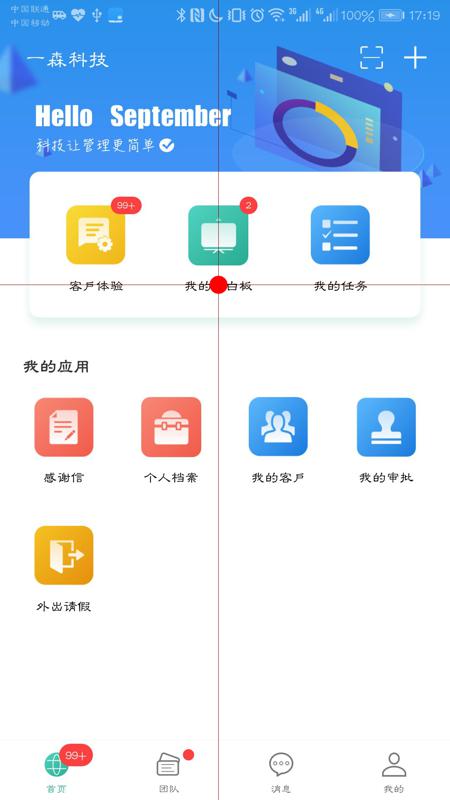 中国联通
中国移动
3G 4G 100% 17:19
一森科技
Hello September
科技让管理更简单
99+
2
客户体验 我的 白板 我的任务
我的应用
感谢信 个人档案 我的客户 我的审批
外出请假
99+
首页 团队 消息 我的